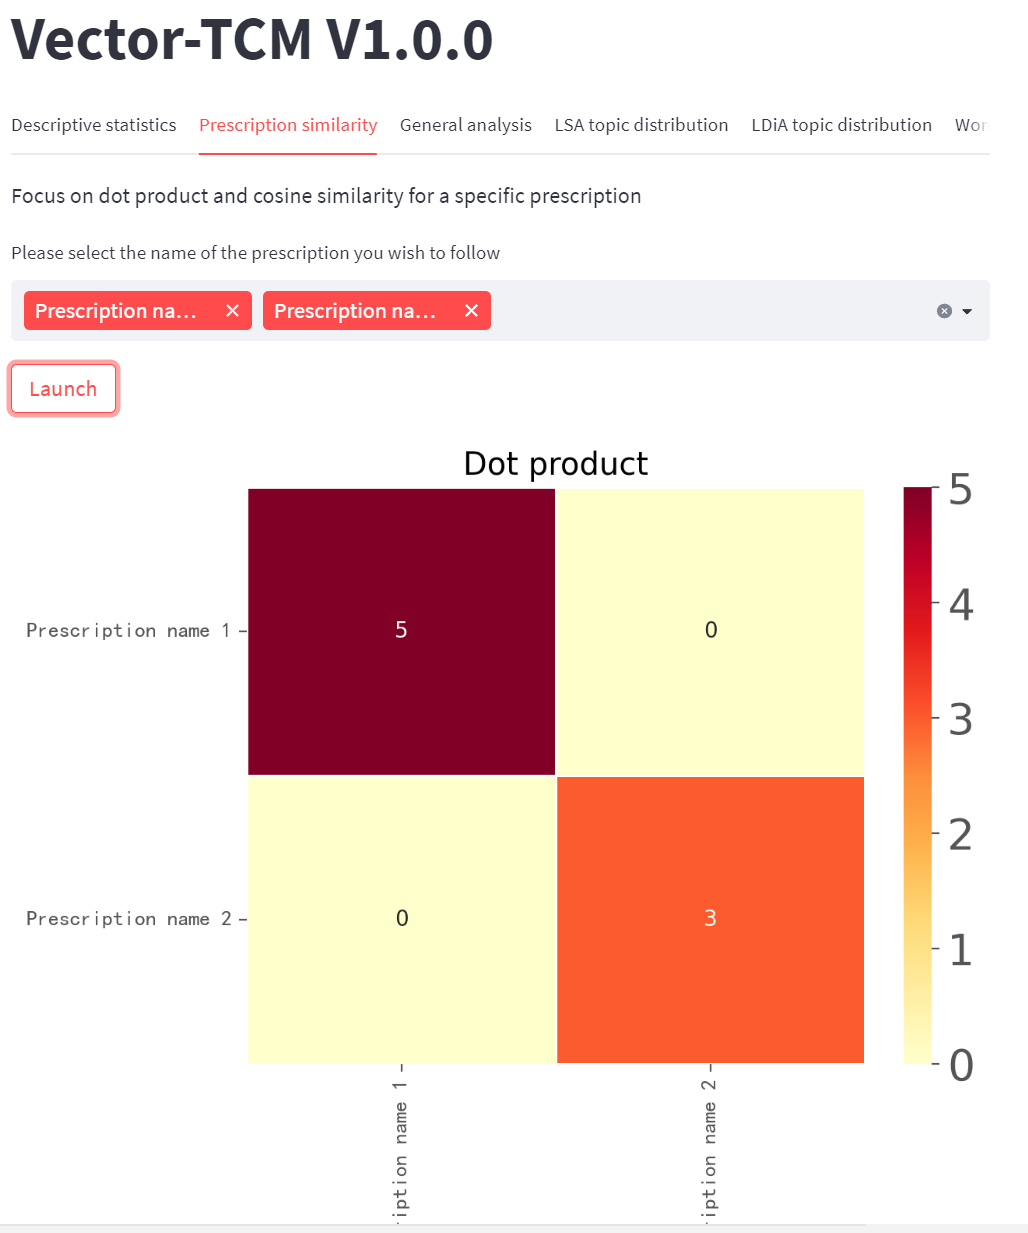 Vector-TCM V1.0.0
Descriptive statistics Prescription similarity General analysis LSA topic distribution LDiA topic distribution Wor
Focus on dot product and cosine similarity for a specific prescription
Please select the name of the prescription you wish to follow
Prescription na... Prescription na...
Launch
Dot product
5
4
3
2
1
0
Prescription name 1
5 0
Prescription name 2
0 3
iption name 1
iption name 2